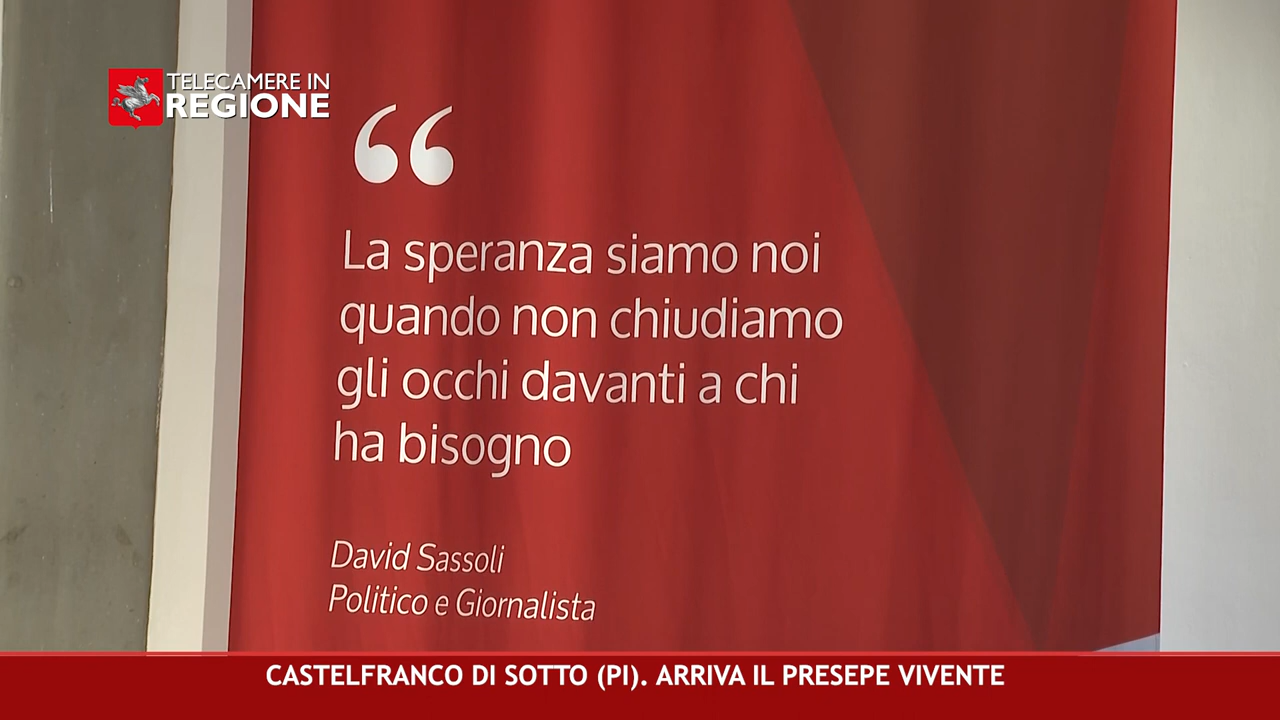 TELECAMERE IN
REGIONE
“
La speranza siamo noi
quando non chiudiamo
gli occhi davanti a chi
ha bisogno
David Sassoli
Politico e Giornalista
CASTELFRANCO DI SOTTO (PI). ARRIVA IL PRESEPE VIVENTE